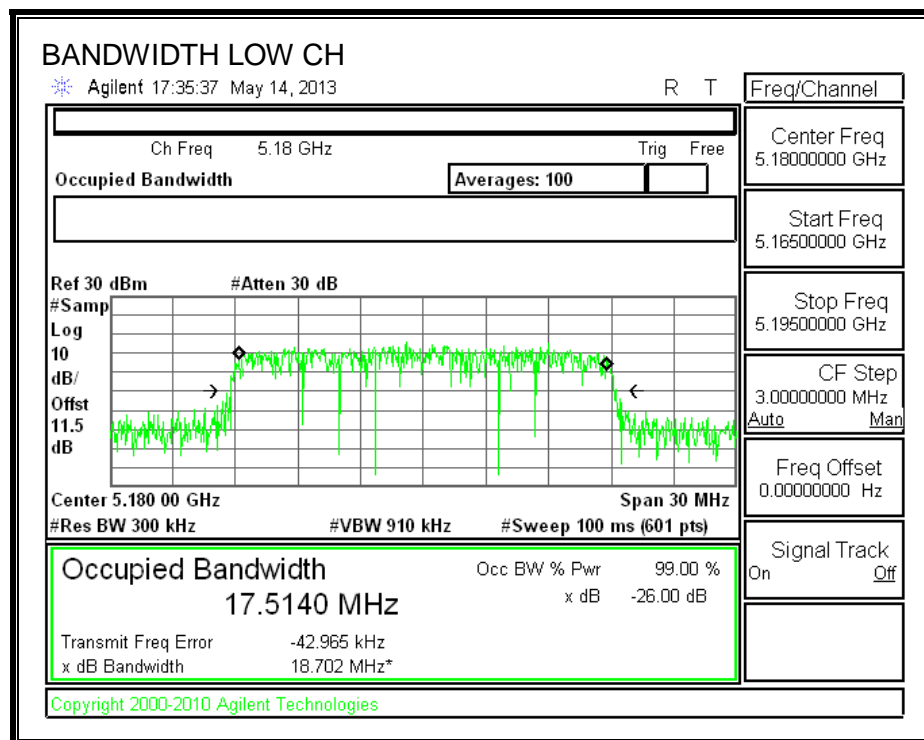 BANDWIDTH LOW CH
Agilent 17:35:37 May 14, 2013 R T
Ch Freq 5.18 GHz Trig Free
Occupied Bandwidth Averages: 100
Ref 30 dBm #Atten 30 dB
#Samp
Log
10
dB/
Offst
11.5
dB
Center 5.180 00 GHz Span 30 MHz
#Res BW 300 kHz #VBW 910 kHz #Sweep 100 ms (601 pts)
Occupied Bandwidth Occ BW % Pwr 99.00 %
17.5140 MHz x dB -26.00 dB
Transmit Freq Error -42.965 kHz
x dB Bandwidth 18.702 MHz*
Copyright 2000-2010 Agilent Technologies
Freq/Channel
Center Freq
5.18000000 GHz
Start Freq
5.16500000 GHz
Stop Freq
5.19500000 GHz
CF Step
3.00000000 MHz
Auto Man
Freq Offset
0.00000000 Hz
Signal Track
On Off